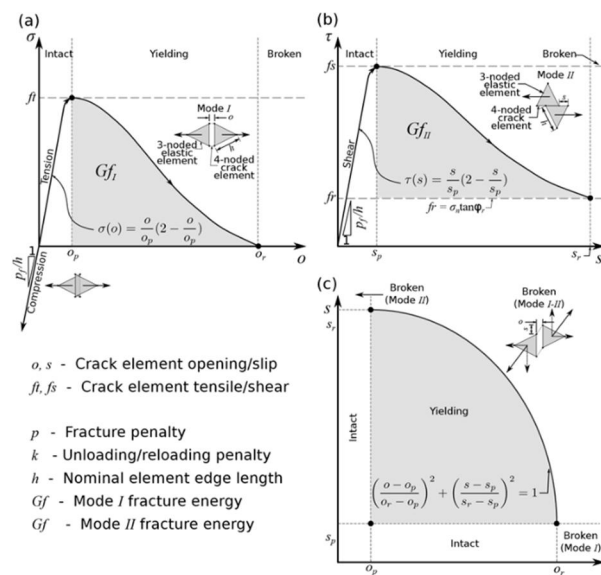 (a)
σ
Intact
Yielding
Broken
ft
Mode I
o
3-noded
elastic
element
4-noded
crack
element
h
Gf_I
Tension
σ(o) = o/o_p (2 − o/o_p)
o_p
o_r
o
1
p_f/h
Compression
(b)
τ
Intact
Yielding
Broken
fs
Mode II
3-noded
elastic
element
4-noded
crack
element
s
h
Gf_II
Shear
τ(s) = s/s_p (2 − s/s_p)
fr
fr = σ_n tanφ_r
p_f/h
1
s_p
s_r
s
(c)
Broken
(Mode II)
Broken
(Mode I-II)
s
s_r
o
s
Intact
Yielding
((o − o_p)/(o_r − o_p))² + ((s − s_p)/(s_r − s_p))² = 1
s_p
Intact
Broken
(Mode I)
o_p
o_r
o, s - Crack element opening/slip
ft, fs - Crack element tensile/shear
p - Fracture penalty
k - Unloading/reloading penalty
h - Nominal element edge length
Gf - Mode I fracture energy
Gf - Mode II fracture energy